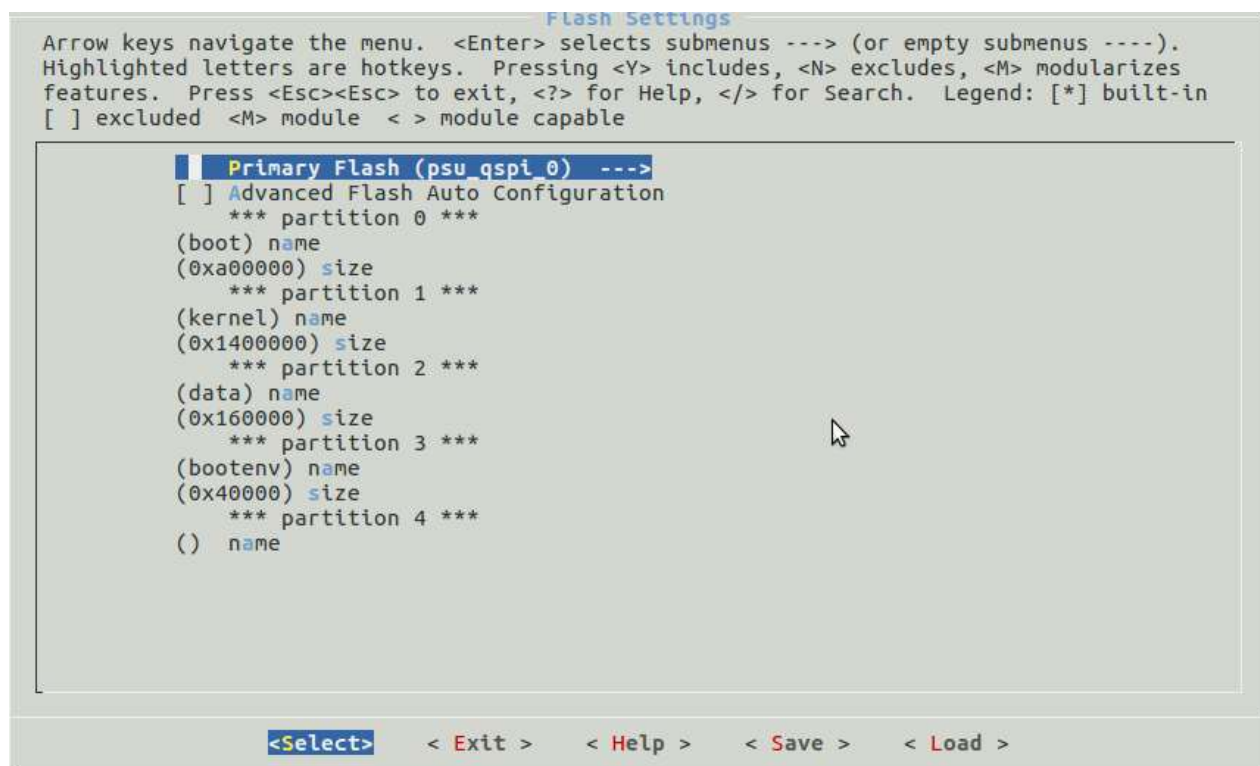 Flash Settings
Arrow keys navigate the menu.  <Enter> selects submenus ---> (or empty submenus ----).
Highlighted letters are hotkeys.  Pressing <Y> includes, <N> excludes, <M> modularizes
features.  Press <Esc><Esc> to exit, <?> for Help, </> for Search.  Legend: [*] built-in
[ ] excluded  <M> module  < > module capable
Primary Flash (psu_qspi_0)  --->
[ ] Advanced Flash Auto Configuration
*** partition 0 ***
(boot) name
(0xa00000) size
*** partition 1 ***
(kernel) name
(0x1400000) size
*** partition 2 ***
(data) name
(0x160000) size
*** partition 3 ***
(bootenv) name
(0x40000) size
*** partition 4 ***
()  name
<Select>    < Exit >    < Help >    < Save >    < Load >